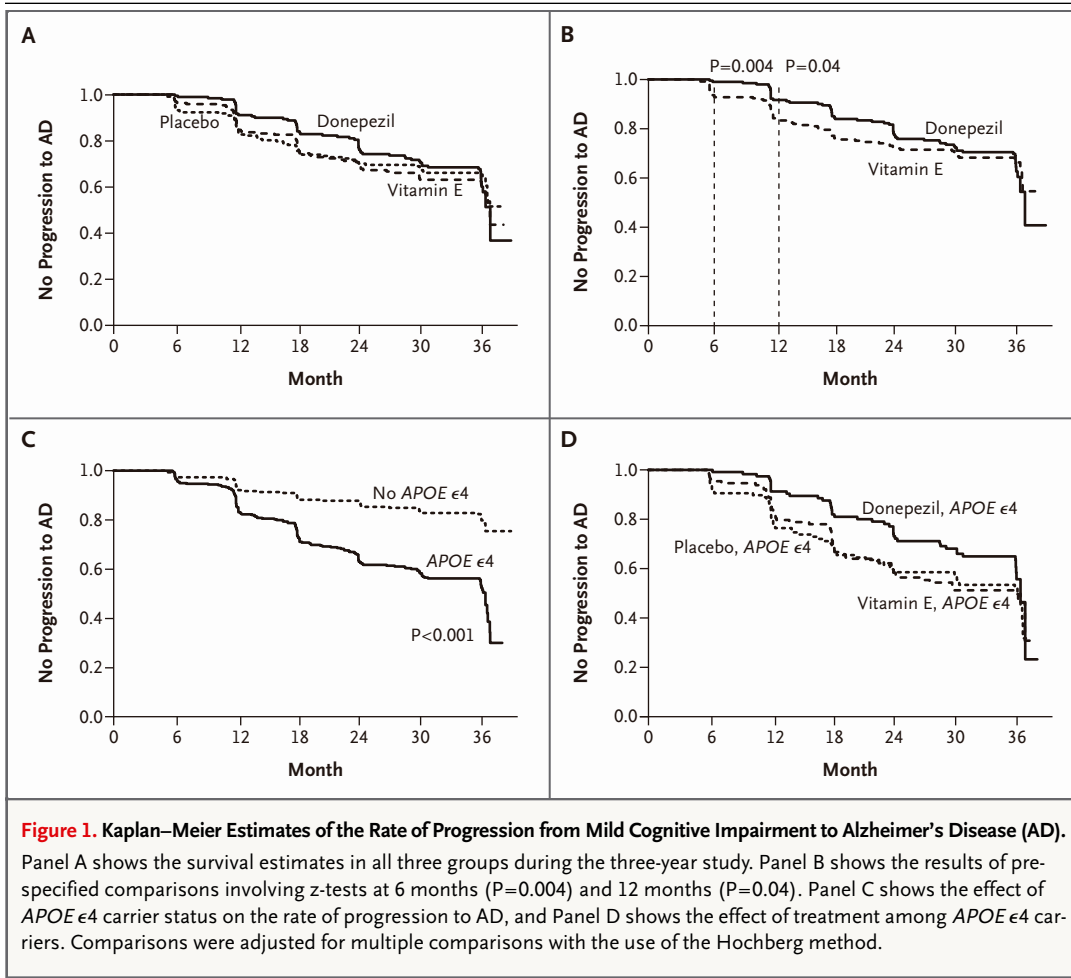 A
1.0
0.8
0.6
0.4
0.2
0.0
No Progression to AD
Placebo
Donepezil
Vitamin E
0 6 12 18 24 30 36
Month
B
P=0.004 P=0.04
1.0
0.8
0.6
0.4
0.2
0.0
No Progression to AD
Donepezil
Vitamin E
0 6 12 18 24 30 36
Month
C
1.0
0.8
0.6
0.4
0.2
0.0
No Progression to AD
No APOE ϵ4
APOE ϵ4
P<0.001
0 6 12 18 24 30 36
Month
D
1.0
0.8
0.6
0.4
0.2
0.0
No Progression to AD
Donepezil, APOE ϵ4
Placebo, APOE ϵ4
Vitamin E, APOE ϵ4
0 6 12 18 24 30 36
Month
Figure 1. Kaplan–Meier Estimates of the Rate of Progression from Mild Cognitive Impairment to Alzheimer's Disease (AD).
Panel A shows the survival estimates in all three groups during the three-year study. Panel B shows the results of pre-
specified comparisons involving z-tests at 6 months (P=0.004) and 12 months (P=0.04). Panel C shows the effect of
APOE ϵ4 carrier status on the rate of progression to AD, and Panel D shows the effect of treatment among APOE ϵ4 car-
riers. Comparisons were adjusted for multiple comparisons with the use of the Hochberg method.